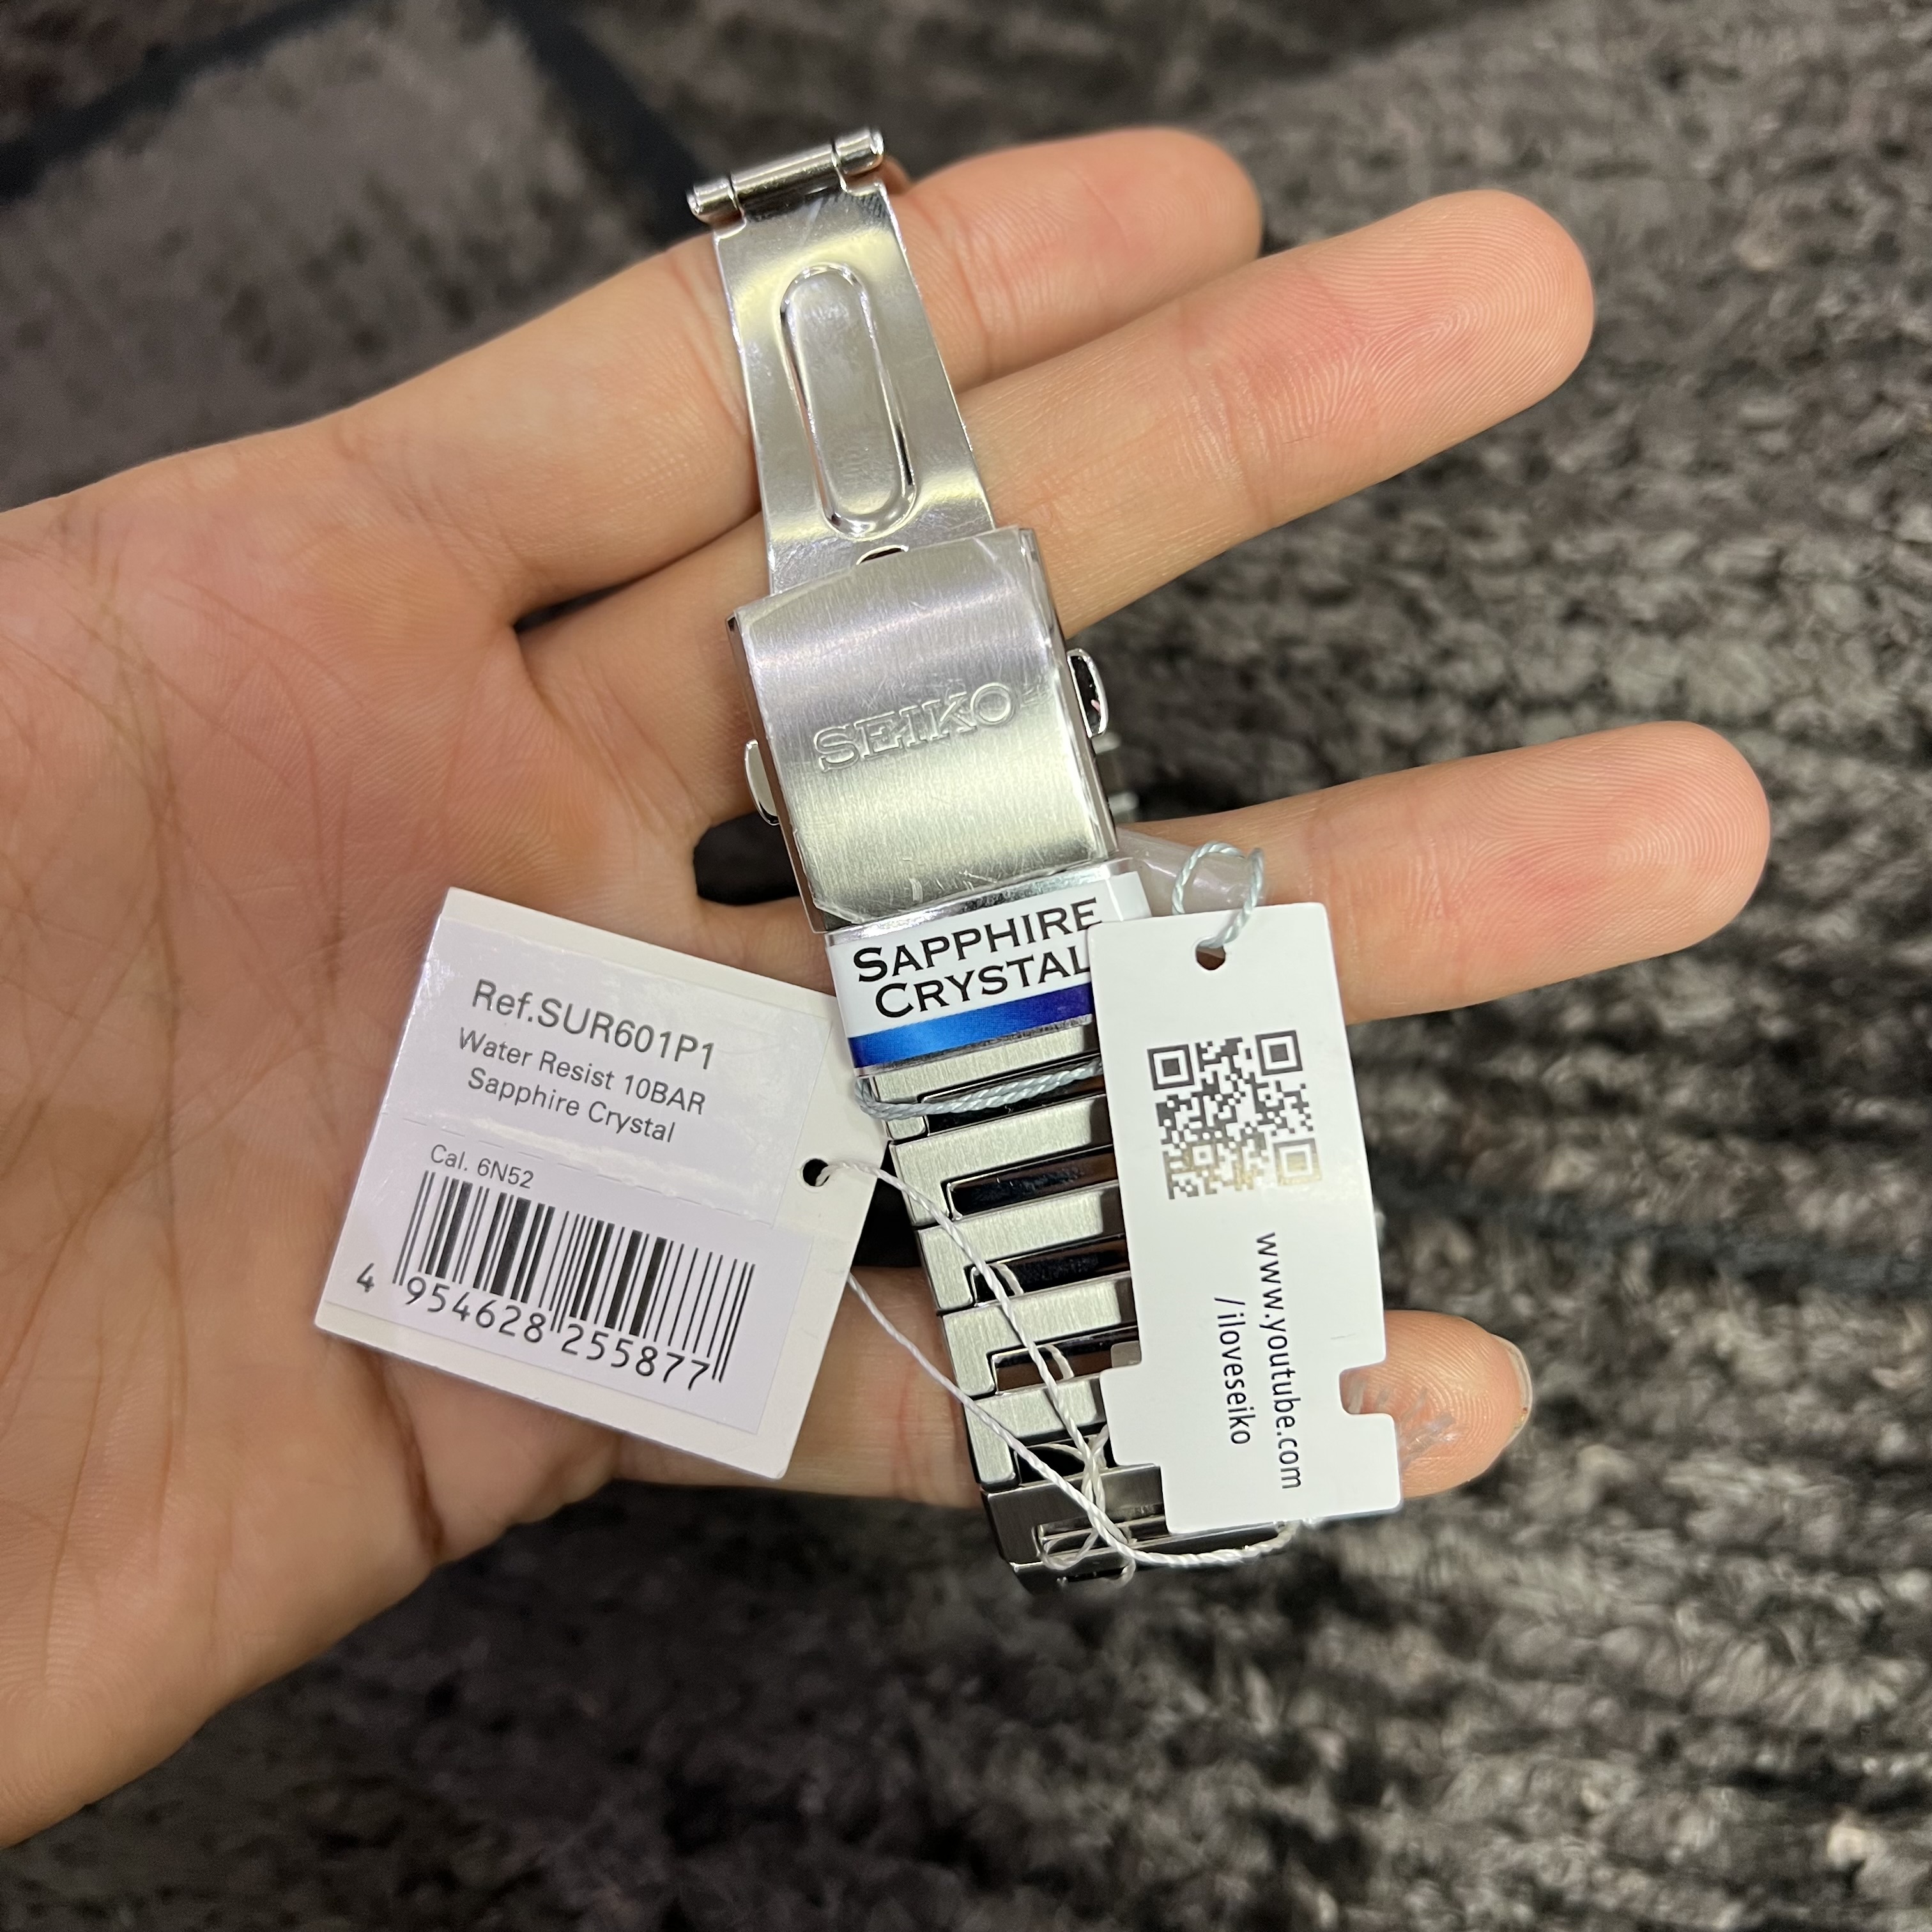 SEIKO
SAPPHIRE
CRYSTAL
Ref.SUR601P1
Water Resist 10BAR
Sapphire Crystal
Cal. 6N52
4 954628 255877
www.youtube.com
/iloveseiko